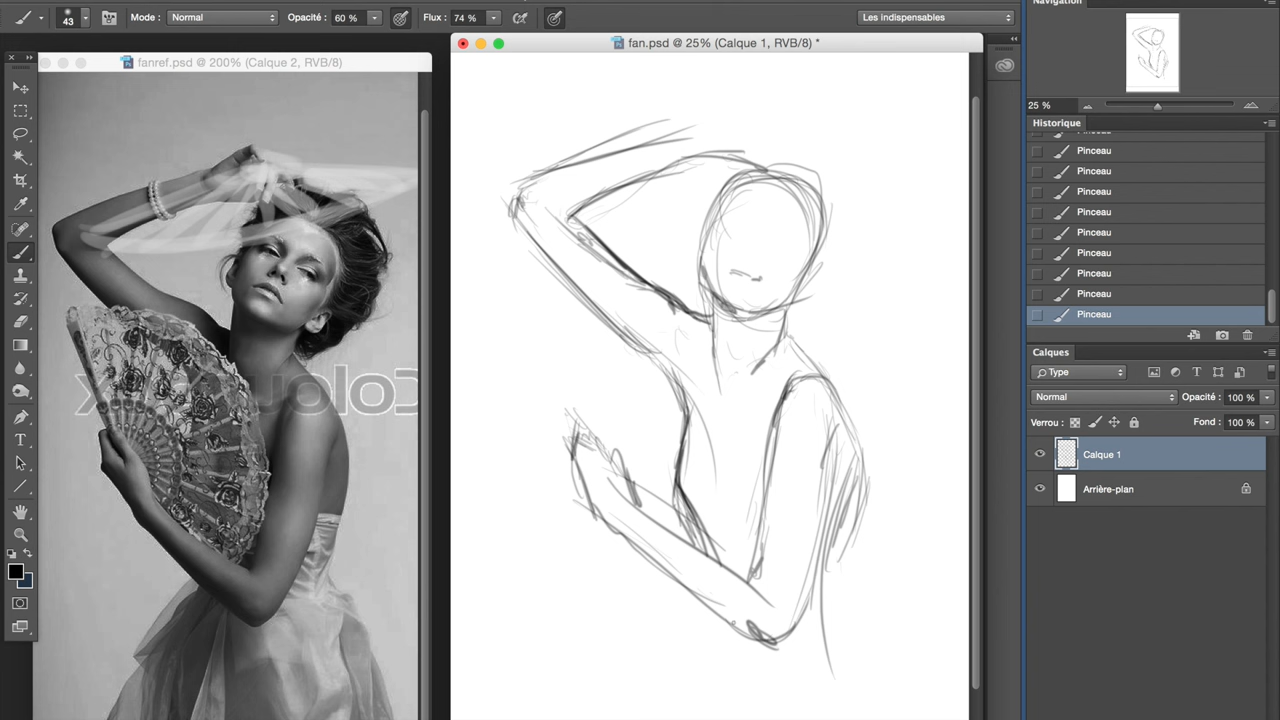 43
Mode : Normal
Opacité : 60 %
Flux : 74 %
Les indispensables
Navigation
fanref.psd @ 200% (Calque 2, RVB/8)
fan.psd @ 25% (Calque 1, RVB/8) *
25 %
Historique
Pinceau
Pinceau
Pinceau
Pinceau
Pinceau
Pinceau
Pinceau
Pinceau
Pinceau
Pinceau
Calques
Type
Normal
Opacité : 100 %
Verrou :
Fond : 100 %
Calque 1
Arrière-plan